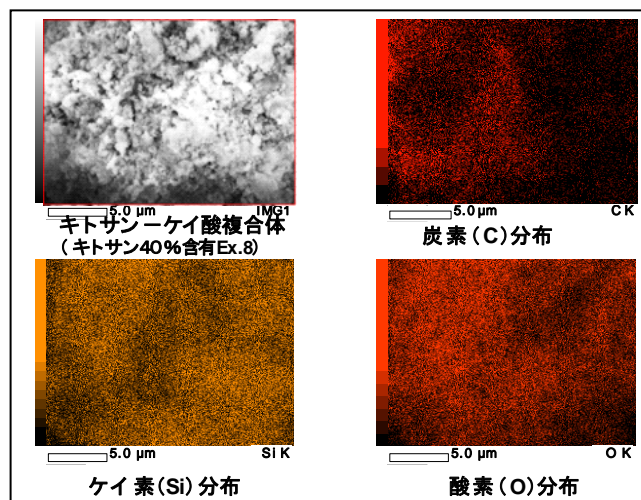 5.0 μm IMG1
キトサンーケイ酸複合体
(キトサン40%含有Ex.8)
5.0 μm C K
炭素(C)分布
5.0 μm Si K
ケイ素(Si)分布
5.0 μm O K
酸素(O)分布